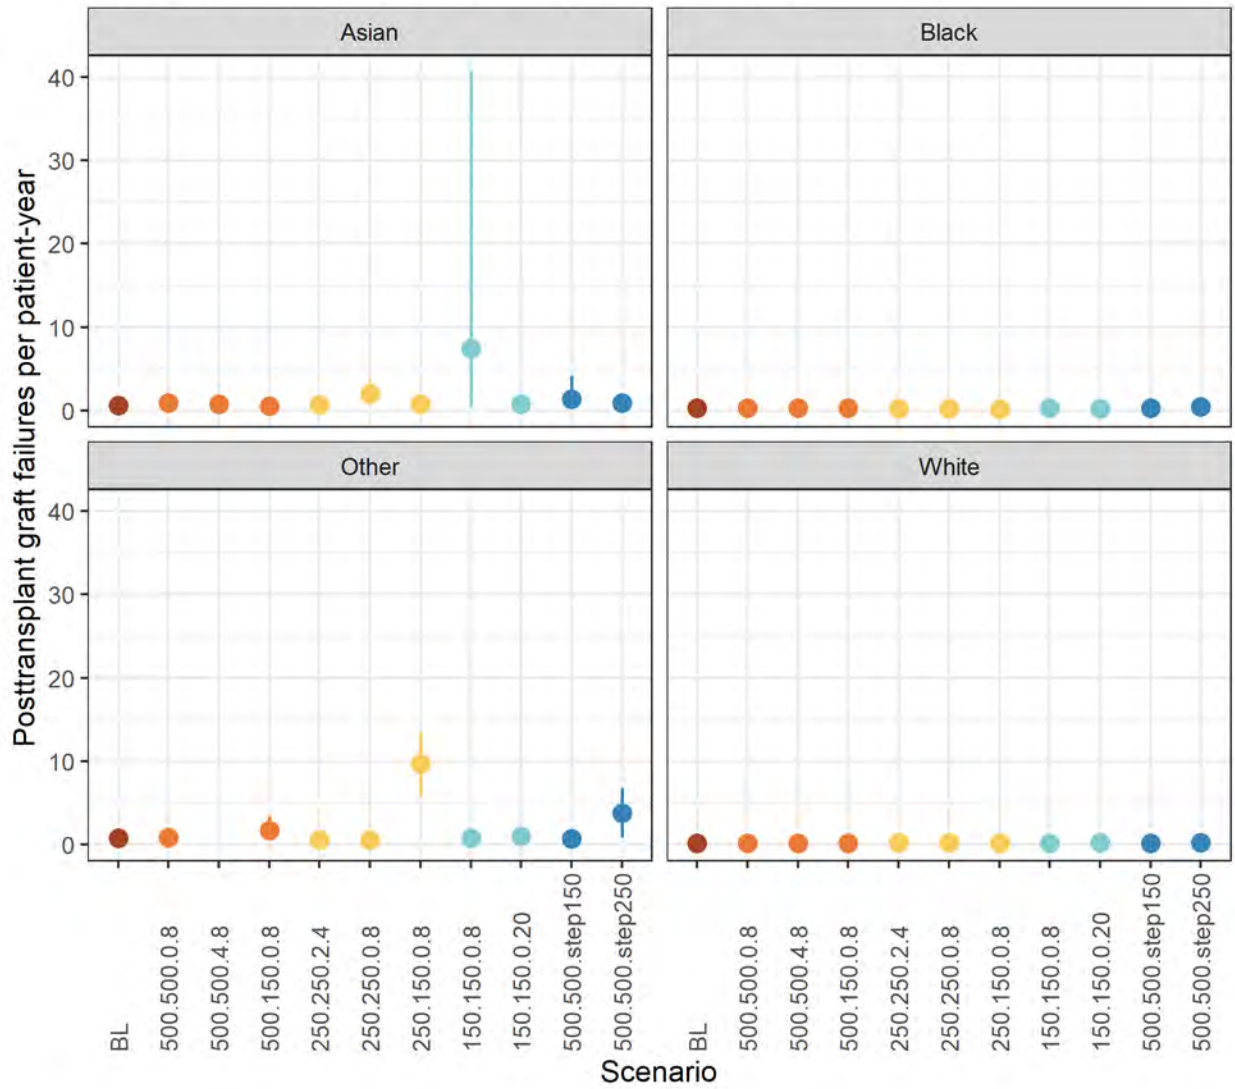 Asian
Black
40
30
20
10
0
Other
White
40
30
20
10
0
Posttransplant graft failures per patient-year
BL
500.500.0.8
500.500.4.8
500.150.0.8
250.250.2.4
250.250.0.8
250.150.0.8
150.150.0.8
150.150.0.20
500.500.step150
500.500.step250
BL
500.500.0.8
500.500.4.8
500.150.0.8
250.250.2.4
250.250.0.8
250.150.0.8
150.150.0.8
150.150.0.20
500.500.step150
500.500.step250
Scenario